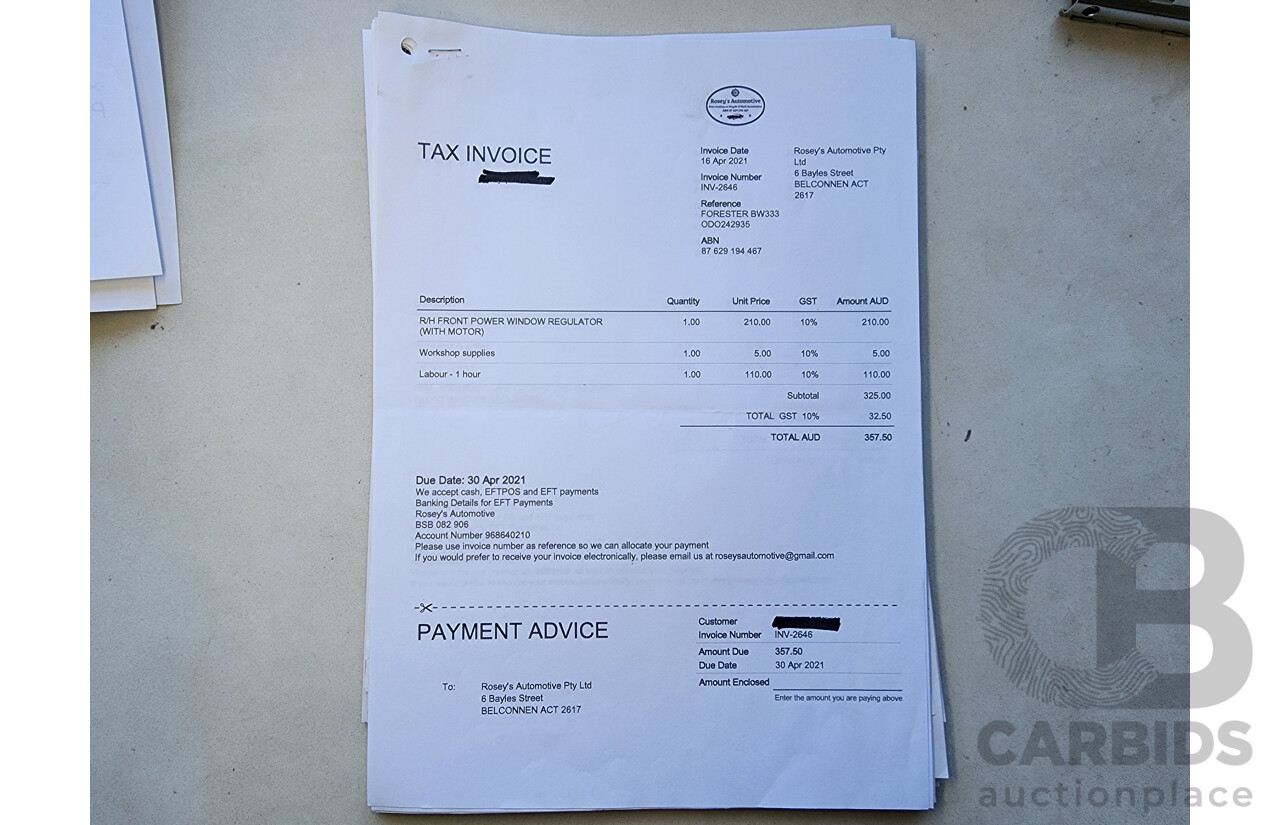 Rosey's Automotive
TAX INVOICE
Invoice Date
16 Apr 2021
Invoice Number
INV-2646
Reference
FORESTER BW333
ODO242935
ABN
87 629 194 467
Rosey's Automotive Pty
Ltd
6 Bayles Street
BELCONNEN ACT
2617
Description Quantity Unit Price GST Amount AUD
R/H FRONT POWER WINDOW REGULATOR 1.00 210.00 10% 210.00
(WITH MOTOR)
Workshop supplies 1.00 5.00 10% 5.00
Labour - 1 hour 1.00 110.00 10% 110.00
Subtotal 325.00
TOTAL GST 10% 32.50
TOTAL AUD 357.50
Due Date: 30 Apr 2021
We accept cash, EFTPOS and EFT payments
Banking Details for EFT Payments
Rosey's Automotive
BSB 082 906
Account Number 968640210
Please use invoice number as reference so we can allocate your payment
If you would prefer to receive your invoice electronically, please email us at roseysautomotive@gmail.com
PAYMENT ADVICE
To: Rosey's Automotive Pty Ltd
6 Bayles Street
BELCONNEN ACT 2617
Customer
Invoice Number INV-2646
Amount Due 357.50
Due Date 30 Apr 2021
Amount Enclosed
Enter the amount you are paying above
CB
CARBIDS
auctionplace